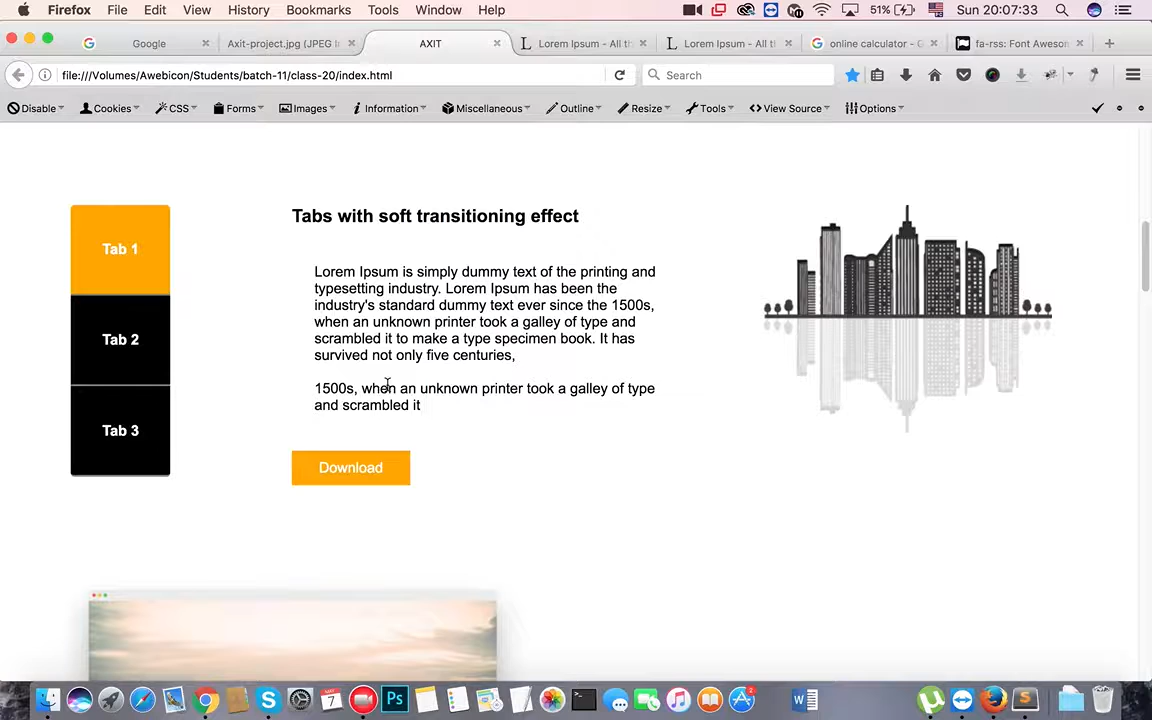 Firefox File Edit View History Bookmarks Tools Window Help 51% Sun 20:07:33
Google Axit-project.jpg (JPEG I AXIT Lorem Ipsum - All t Lorem Ipsum - All t online calculator - G fa-rss: Font Aweson
file:///Volumes/Awebicon/Students/batch-11/class-20/index.html Search
Disable Cookies CSS Forms Images Information Miscellaneous Outline Resize Tools View Source Options
Tabs with soft transitioning effect
Tab 1
Lorem Ipsum is simply dummy text of the printing and
typesetting industry. Lorem Ipsum has been the
industry's standard dummy text ever since the 1500s,
when an unknown printer took a galley of type and
scrambled it to make a type specimen book. It has
survived not only five centuries,
Tab 2
1500s, when an unknown printer took a galley of type
and scrambled it
Tab 3
Download